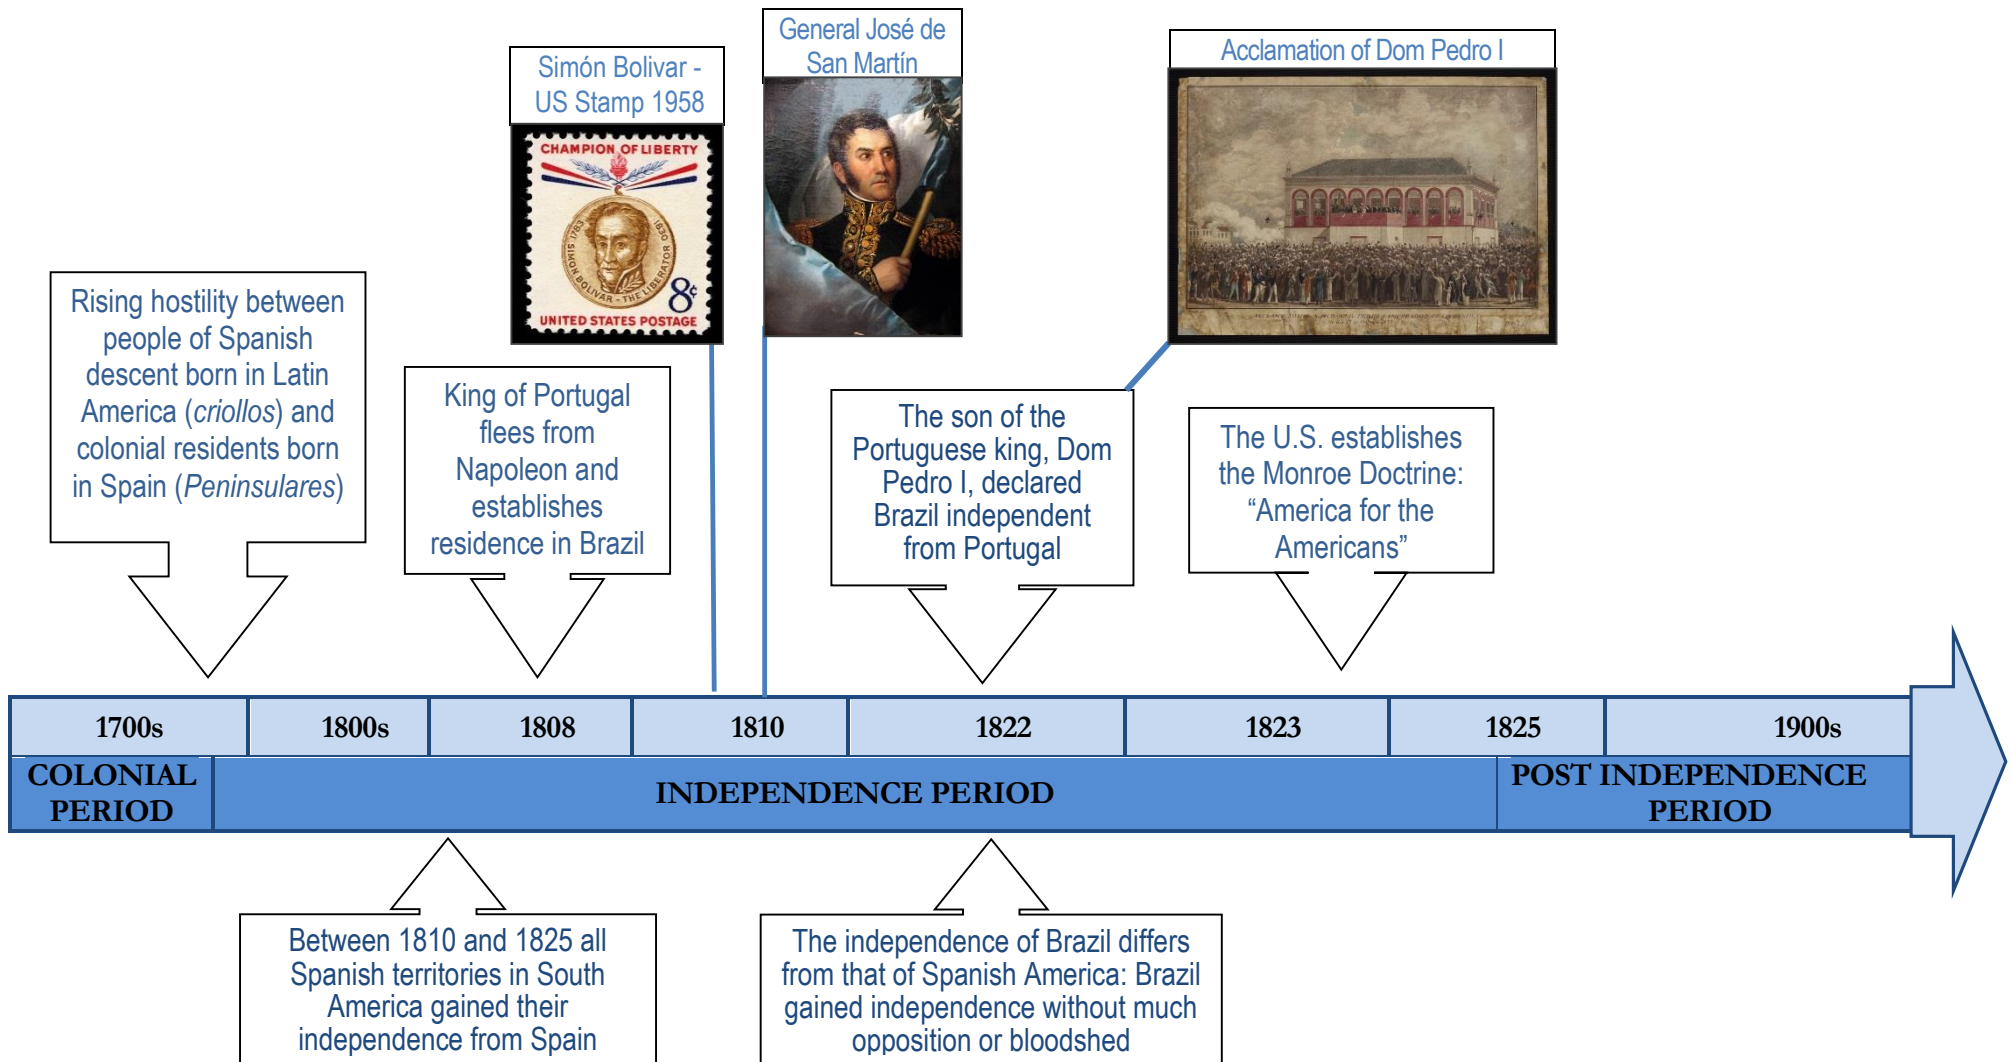 Simón Bolivar -
US Stamp 1958
CHAMPION OF LIBERTY
1783
1830
SIMON BOLIVAR - THE LIBERATOR
8¢
UNITED STATES POSTAGE
General José de
San Martín
Acclamation of Dom Pedro I
Rising hostility between
people of Spanish
descent born in Latin
America (criollos) and
colonial residents born
in Spain (Peninsulares)
King of Portugal
flees from
Napoleon and
establishes
residence in Brazil
The son of the
Portuguese king, Dom
Pedro I, declared
Brazil independent
from Portugal
The U.S. establishes
the Monroe Doctrine:
“America for the
Americans”
1700s
1800s
1808
1810
1822
1823
1825
1900s
COLONIAL
PERIOD
INDEPENDENCE PERIOD
POST INDEPENDENCE
PERIOD
Between 1810 and 1825 all
Spanish territories in South
America gained their
independence from Spain
The independence of Brazil differs
from that of Spanish America: Brazil
gained independence without much
opposition or bloodshed